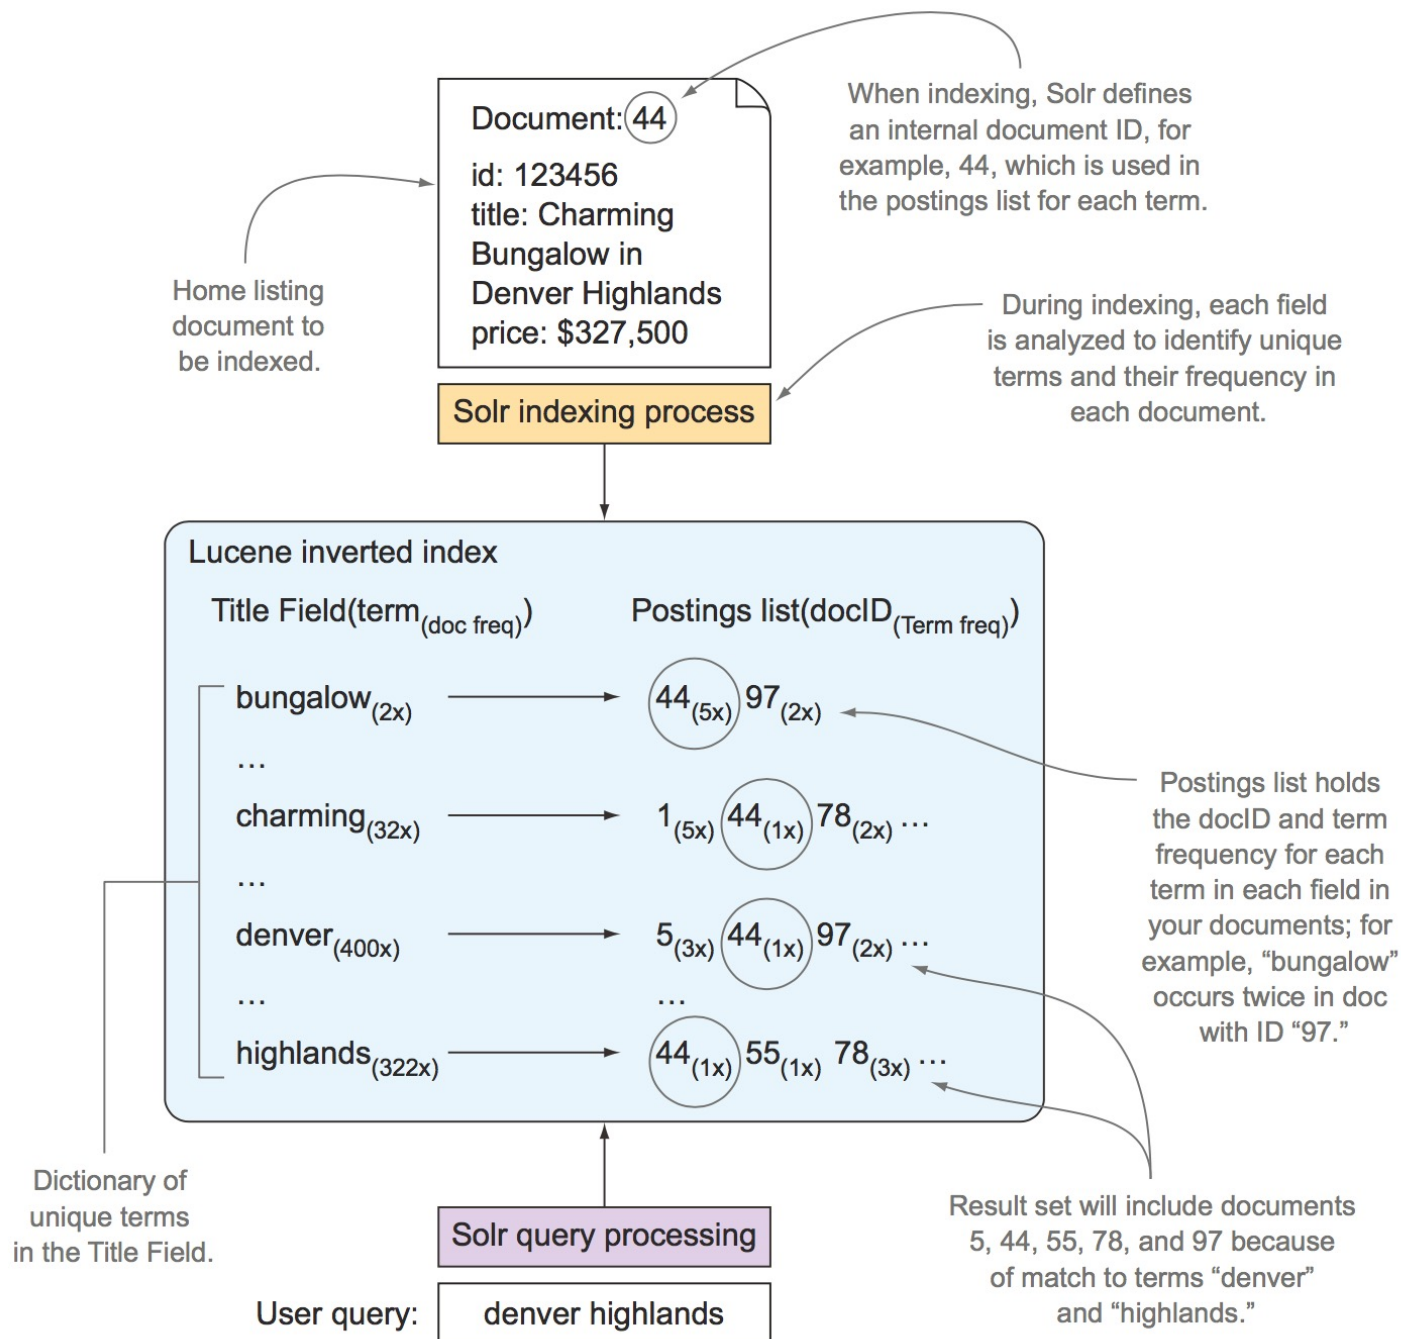 Document: 44
id: 123456
title: Charming
Bungalow in
Denver Highlands
price: $327,500
When indexing, Solr defines
an internal document ID, for
example, 44, which is used in
the postings list for each term.
Home listing
document to
be indexed.
During indexing, each field
is analyzed to identify unique
terms and their frequency in
each document.
Solr indexing process
Lucene inverted index
Title Field(term(doc freq)) Postings list(docID(Term freq))
bungalow(2x) 44(5x) 97(2x)
...
charming(32x) 1(5x) 44(1x) 78(2x) ...
...
denver(400x) 5(3x) 44(1x) 97(2x) ...
... ...
highlands(322x) 44(1x) 55(1x) 78(3x) ...
Postings list holds
the docID and term
frequency for each
term in each field in
your documents; for
example, “bungalow”
occurs twice in doc
with ID “97.”
Dictionary of
unique terms
in the Title Field.
Solr query processing
Result set will include documents
5, 44, 55, 78, and 97 because
of match to terms “denver”
and “highlands.”
User query: denver highlands